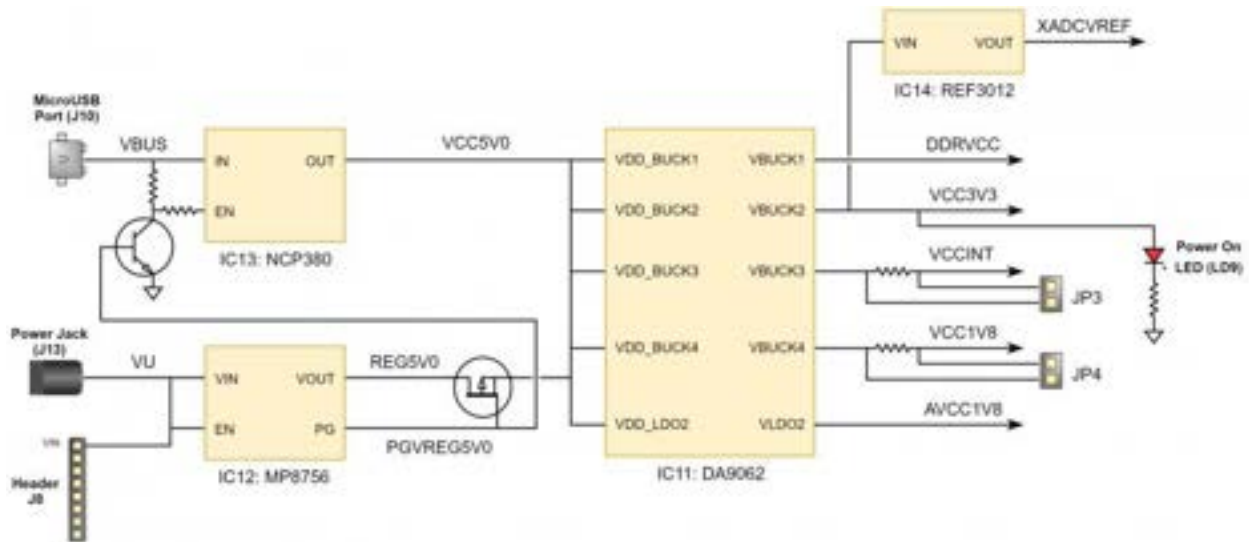 XADCVREF
VIN VOUT
IC14: REF3012
MicroUSB
Port (J10)
VBUS
IN OUT
EN
IC13: NCP380
VCC5V0
VDD_BUCK1 VBUCK1
VDD_BUCK2 VBUCK2
VDD_BUCK3 VBUCK3
VDD_BUCK4 VBUCK4
VDD_LDO2 VLDO2
IC11: DA9062
DDRVCC
VCC3V3
Power On
LED (LD9)
VCCINT
JP3
VCC1V8
JP4
AVCC1V8
Power Jack
(J13)
VU
VIN VOUT
EN PG
IC12: MP8756
REG5V0
PGVREG5V0
VIN
Header
J8